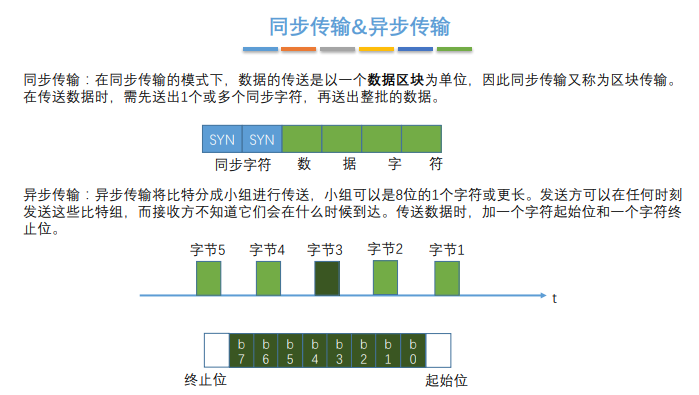 同步传输&异步传输
同步传输：在同步传输的模式下，数据的传送是以一个数据区块为单位，因此同步传输又称为区块传输。
在传送数据时，需先送出1个或多个同步字符，再送出整批的数据。
SYN SYN
同步字符 数 据 字 符
异步传输：异步传输将比特分成小组进行传送，小组可以是8位的1个字符或更长。发送方可以在任何时刻
发送这些比特组，而接收方不知道它们会在什么时候到达。传送数据时，加一个字符起始位和一个字符终
止位。
字节5 字节4 字节3 字节2 字节1
t
b7 b6 b5 b4 b3 b2 b1 b0
终止位 起始位